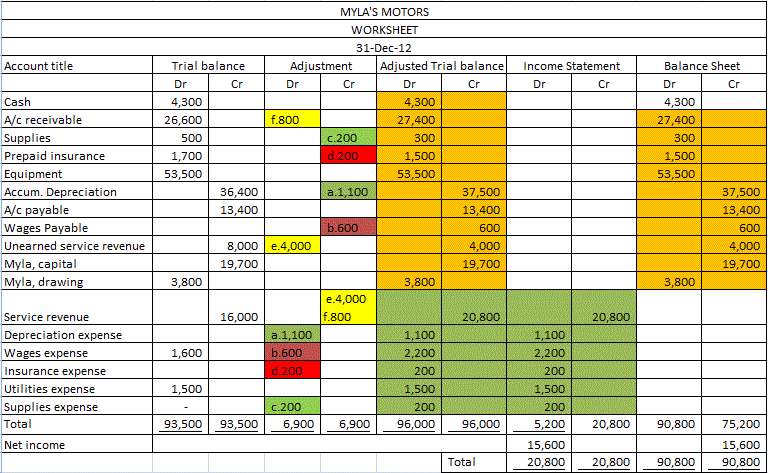 MYLA'S MOTORS
WORKSHEET
31-Dec-12
Account title Trial balance Adjustment Adjusted Trial balance Income Statement Balance Sheet
Dr Cr Dr Cr Dr Cr Dr Cr Dr Cr
Cash 4,300 4,300 4,300
A/c receivable 26,600 f.800 27,400 27,400
Supplies 500 c.200 300 300
Prepaid insurance 1,700 d.200 1,500 1,500
Equipment 53,500 53,500 53,500
Accum. Depreciation 36,400 a.1,100 37,500 37,500
A/c payable 13,400 13,400 13,400
Wages Payable b.600 600 600
Unearned service revenue 8,000 e.4,000 4,000 4,000
Myla, capital 19,700 19,700 19,700
Myla, drawing 3,800 3,800 3,800
e.4,000
Service revenue 16,000 f.800 20,800 20,800
Depreciation expense a.1,100 1,100 1,100
Wages expense 1,600 b.600 2,200 2,200
Insurance expense d.200 200 200
Utilities expense 1,500 1,500 1,500
Supplies expense - c.200 200 200
Total 93,500 93,500 6,900 6,900 96,000 96,000 5,200 20,800 90,800 75,200
Net income 15,600 15,600
Total 20,800 20,800 90,800 90,800